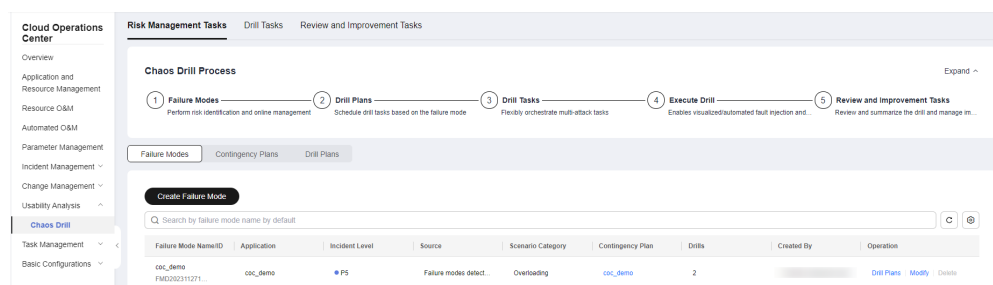 Cloud Operations
Center
Overview
Application and
Resource Management
Resource O&M
Automated O&M
Parameter Management
Incident Management
Change Management
Usability Analysis
Chaos Drill
Task Management
Basic Configurations
Risk Management Tasks Drill Tasks Review and Improvement Tasks
Chaos Drill Process Expand
1 Failure Modes 2 Drill Plans 3 Drill Tasks 4 Execute Drill 5 Review and Improvement Tasks
Perform risk identification and online management Schedule drill tasks based on the failure mode Flexibly orchestrate multi-attack tasks Enables visualized/automated fault injection and... Review and summarize the drill and manage im...
Failure Modes Contingency Plans Drill Plans
Create Failure Mode
Search by failure mode name by default
Failure Mode Name/ID Application Incident Level Source Scenario Category Contingency Plan Drills Created By Operation
coc_demo
FMD202311271... coc_demo P5 Failure modes detect... Overloading coc_demo 2 Drill Plans Modify Delete